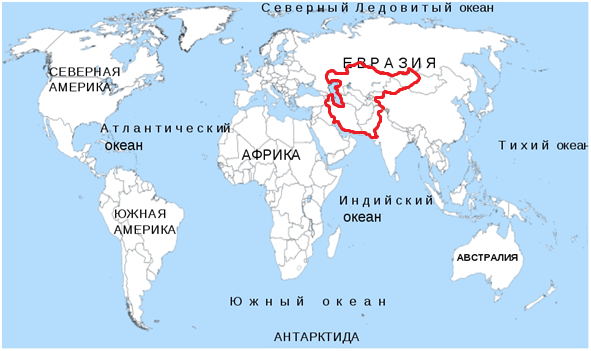 Северный Ледовитый океан
ЕВРАЗИЯ
СЕВЕРНАЯ
АМЕРИКА
Атлантический
океан
Тихий океан
АФРИКА
Индийский
океан
ЮЖНАЯ
АМЕРИКА
АВСТРАЛИЯ
Южный океан
АНТАРКТИДА